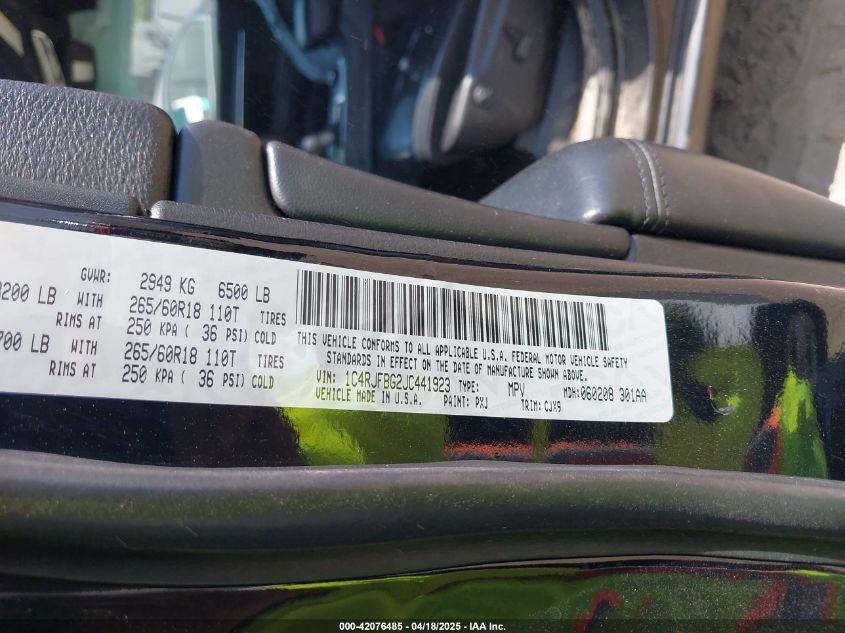 GVWR: 2949 KG 6500 LB
200 LB WITH 265/60R18 110T TIRES
RIMS AT 250 KPA ( 36 PSI) COLD
700 LB WITH 265/60R18 110T TIRES
RIMS AT 250 KPA ( 36 PSI) COLD
THIS VEHICLE CONFORMS TO ALL APPLICABLE U.S.A. FEDERAL MOTOR VEHICLE SAFETY
STANDARDS IN EFFECT ON THE DATE OF MANUFACTURE SHOWN ABOVE.
VIN: 1C4RJFBG2JC441923 TYPE: MPV MDH:060208 301AA
VEHICLE MADE IN U.S.A. PAINT: PXJ TRIM: CJX9
000-42076485 - 04/18/2025 - IAA Inc.